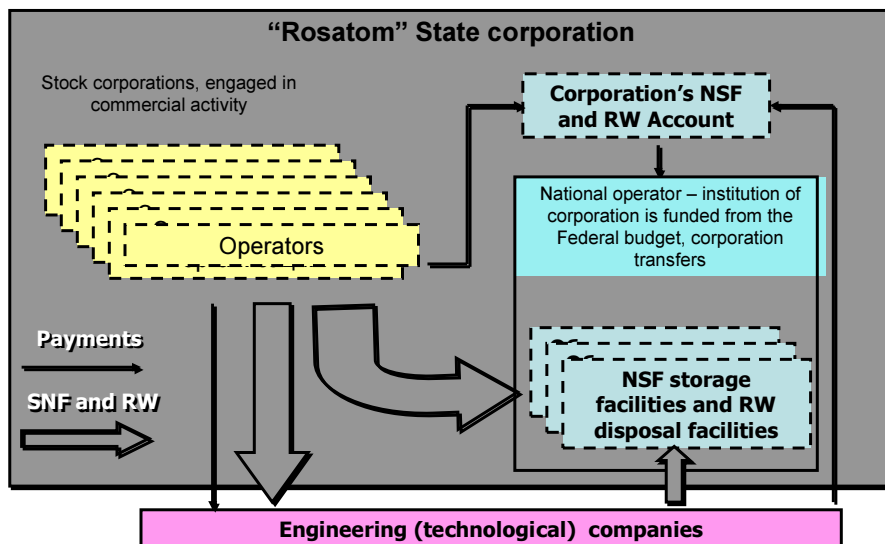 “Rosatom” State corporation
Stock corporations, engaged in
commercial activity
Corporation’s NSF
and RW Account
National operator – institution of
corporation is funded from the
Federal budget, corporation
transfers
Operators
Payments
SNF and RW
NSF storage
facilities and RW
disposal facilities
Engineering (technological) companies